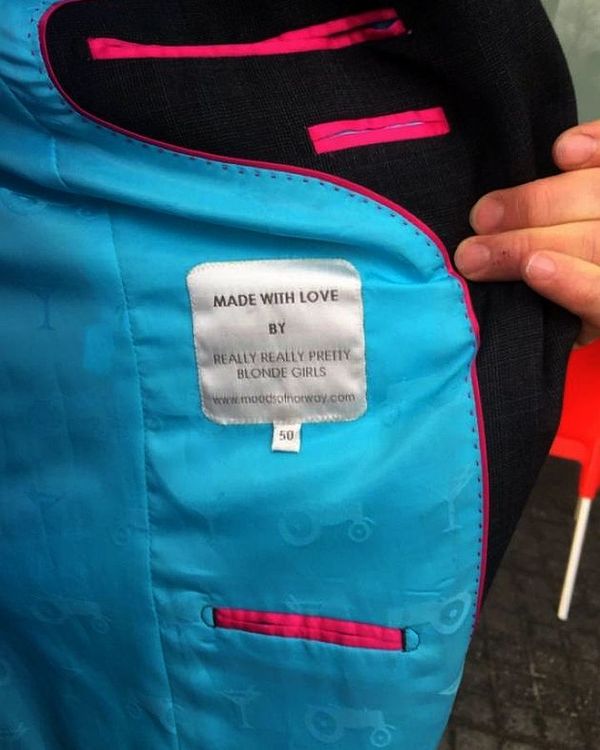 MADE WITH LOVE
BY
REALLY REALLY PRETTY
BLONDE GIRLS
www.moodsofnorway.com
50